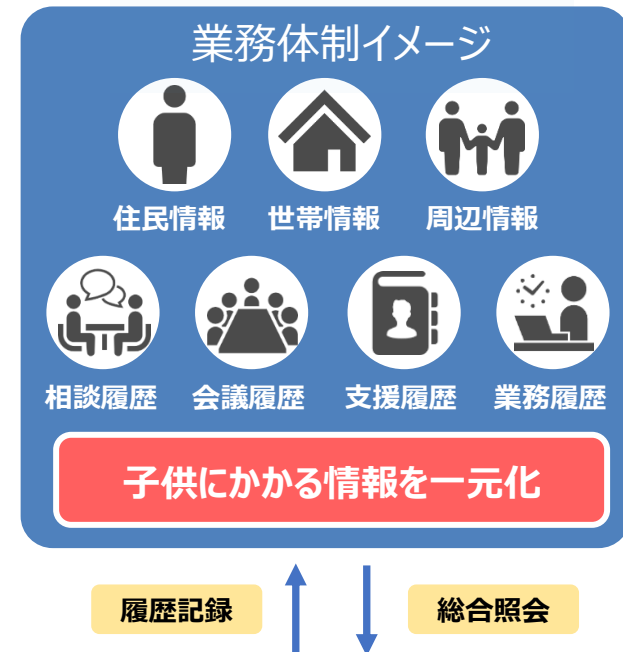 業務体制イメージ
住民情報 世帯情報 周辺情報
相談履歴 会議履歴 支援履歴 業務履歴
子供にかかる情報を一元化
履歴記録 総合照会